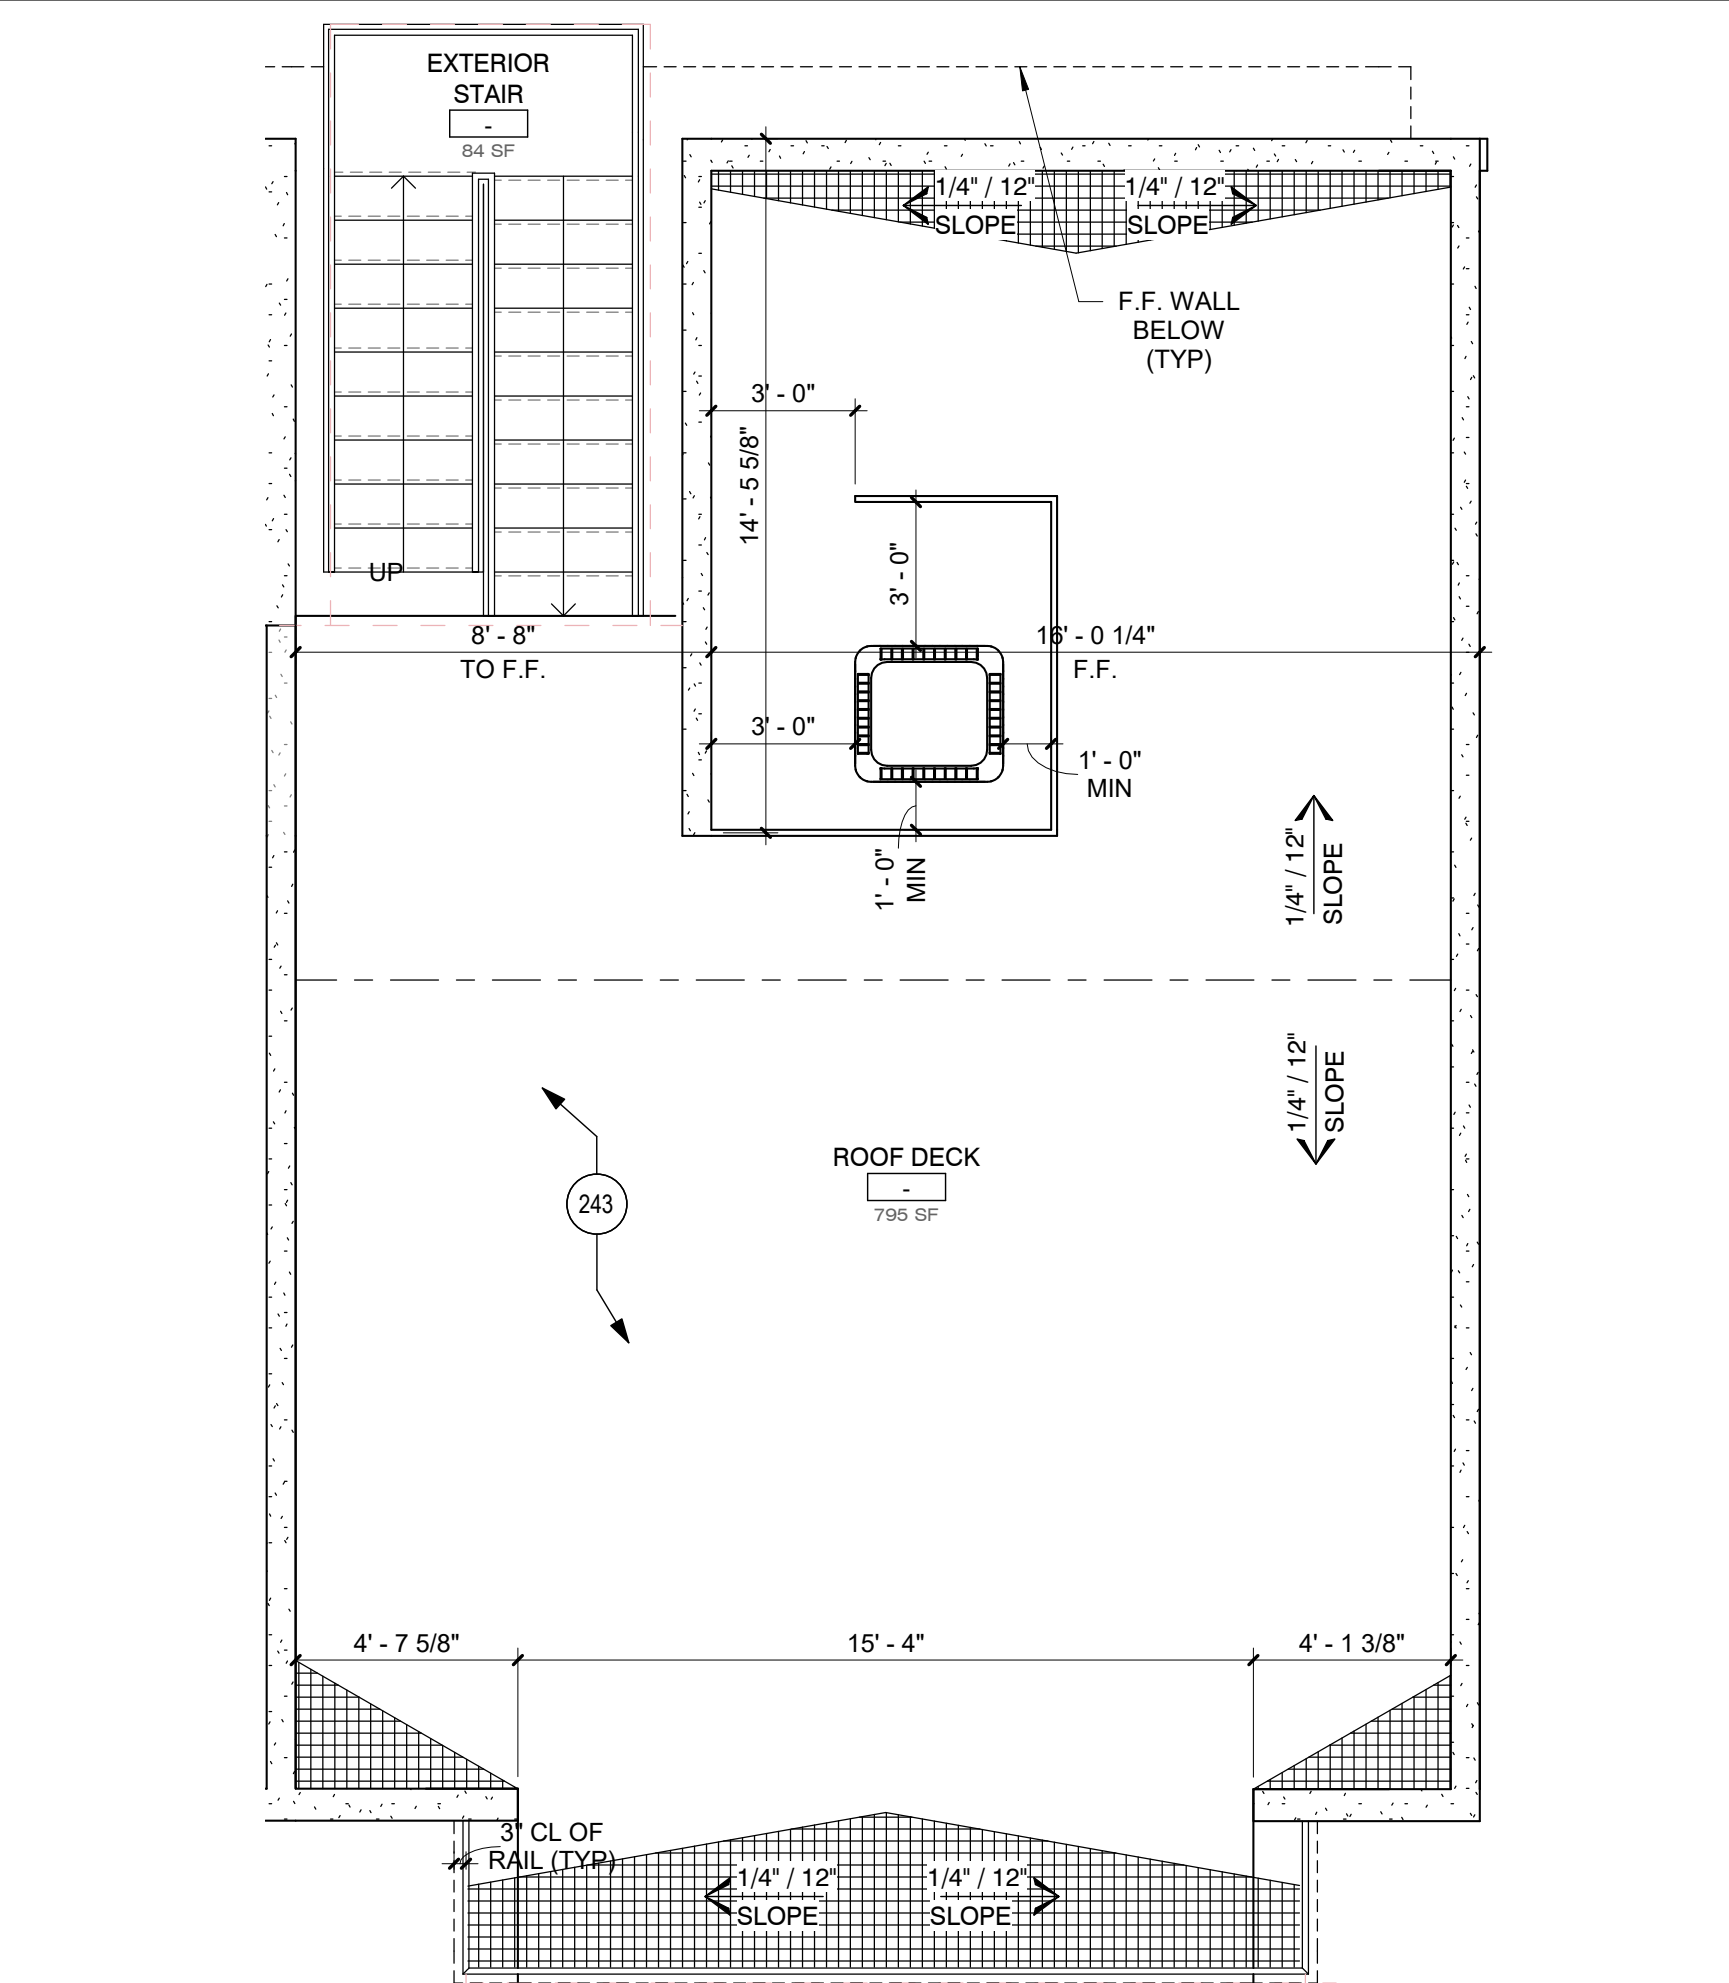 EXTERIOR
STAIR
-
84 SF
1/4" / 12"
SLOPE
1/4" / 12"
SLOPE
F.F. WALL
BELOW
(TYP)
3' - 0"
14' - 5 5/8"
3' - 0"
UP
8' - 8"
TO F.F.
16' - 0 1/4"
F.F.
3' - 0"
1' - 0"
MIN
1' - 0"
MIN
1/4" / 12"
SLOPE
1/4" / 12"
SLOPE
ROOF DECK
-
795 SF
243
4' - 7 5/8"
15' - 4"
4' - 1 3/8"
3" CL OF
RAIL (TYP)
1/4" / 12"
SLOPE
1/4" / 12"
SLOPE